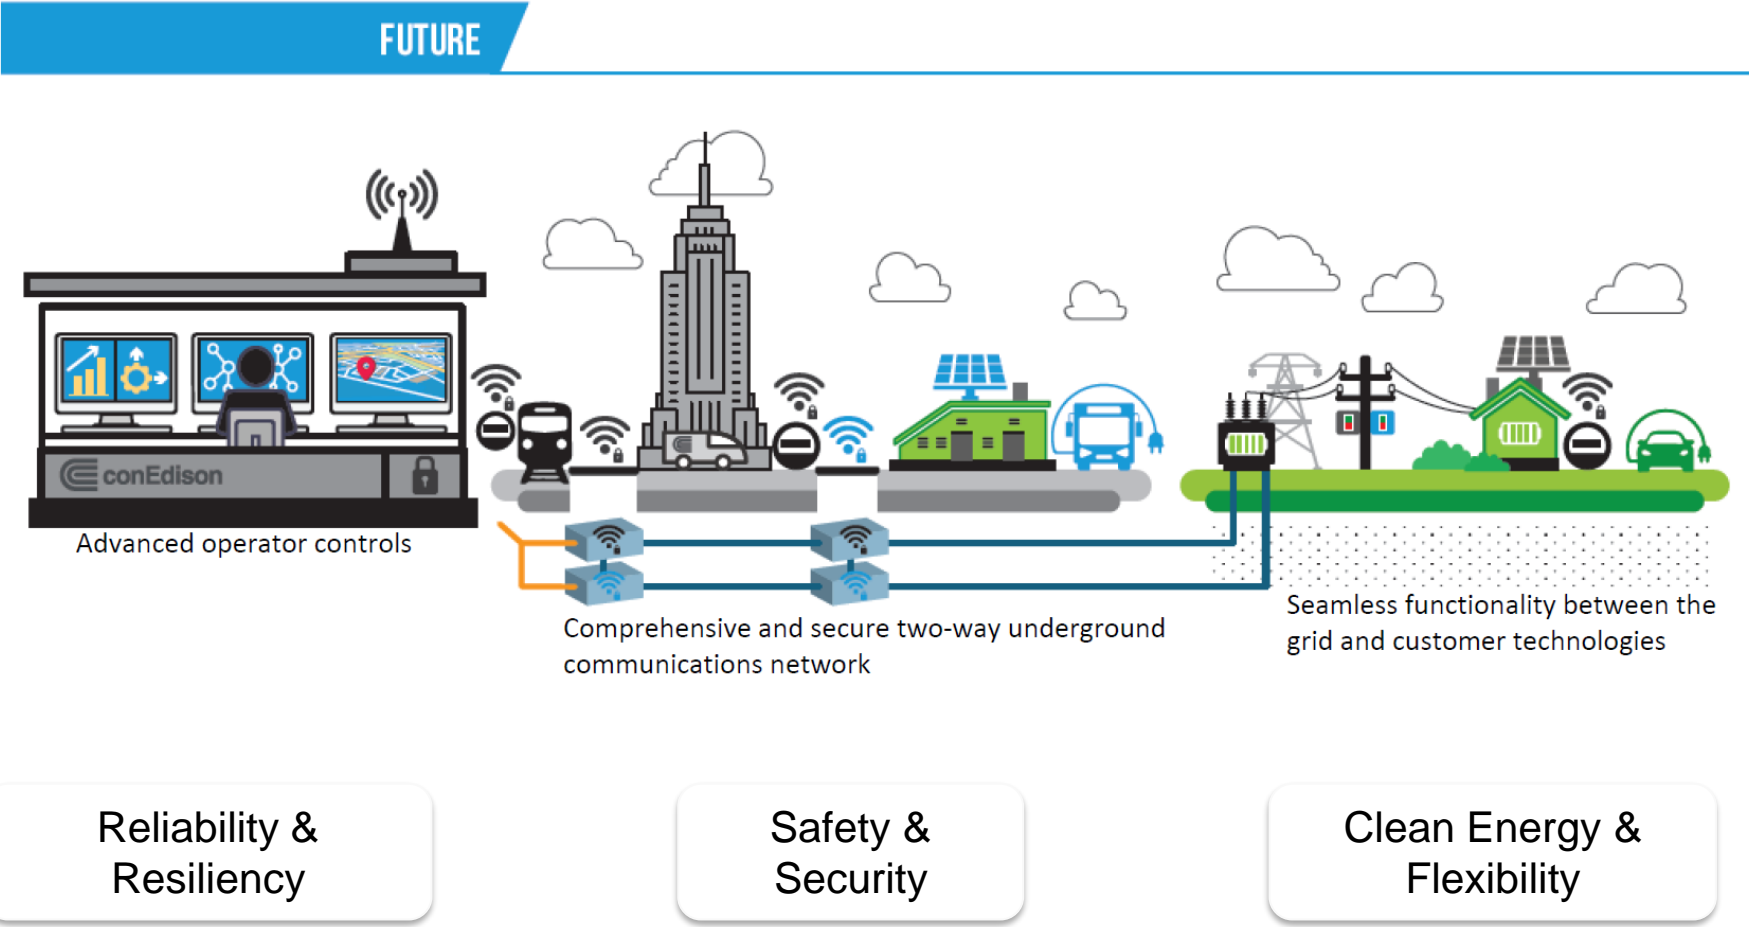 FUTURE
conEdison
Advanced operator controls
Comprehensive and secure two-way underground
communications network
Seamless functionality between the
grid and customer technologies
Reliability &
Resiliency
Safety &
Security
Clean Energy &
Flexibility